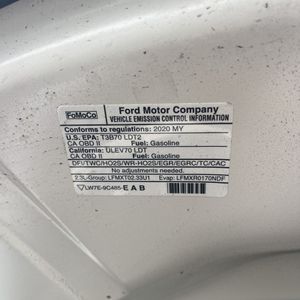 FoMoCo
Ford Motor Company
VEHICLE EMISSION CONTROL INFORMATION
Conforms to regulations: 2020 MY
U.S. EPA: T3B70 LDT2
CA OBD II Fuel: Gasoline
California: ULEV70 LDT
CA OBD II Fuel: Gasoline
DFI/TWC/HO2S/WR-HO2S/EGR/EGRC/TC/CAC
No adjustments needed.
2.3L-Group: LFMXT02.33U1 Evap: LFMXR0170NDF
LW7E-9C485-EAB